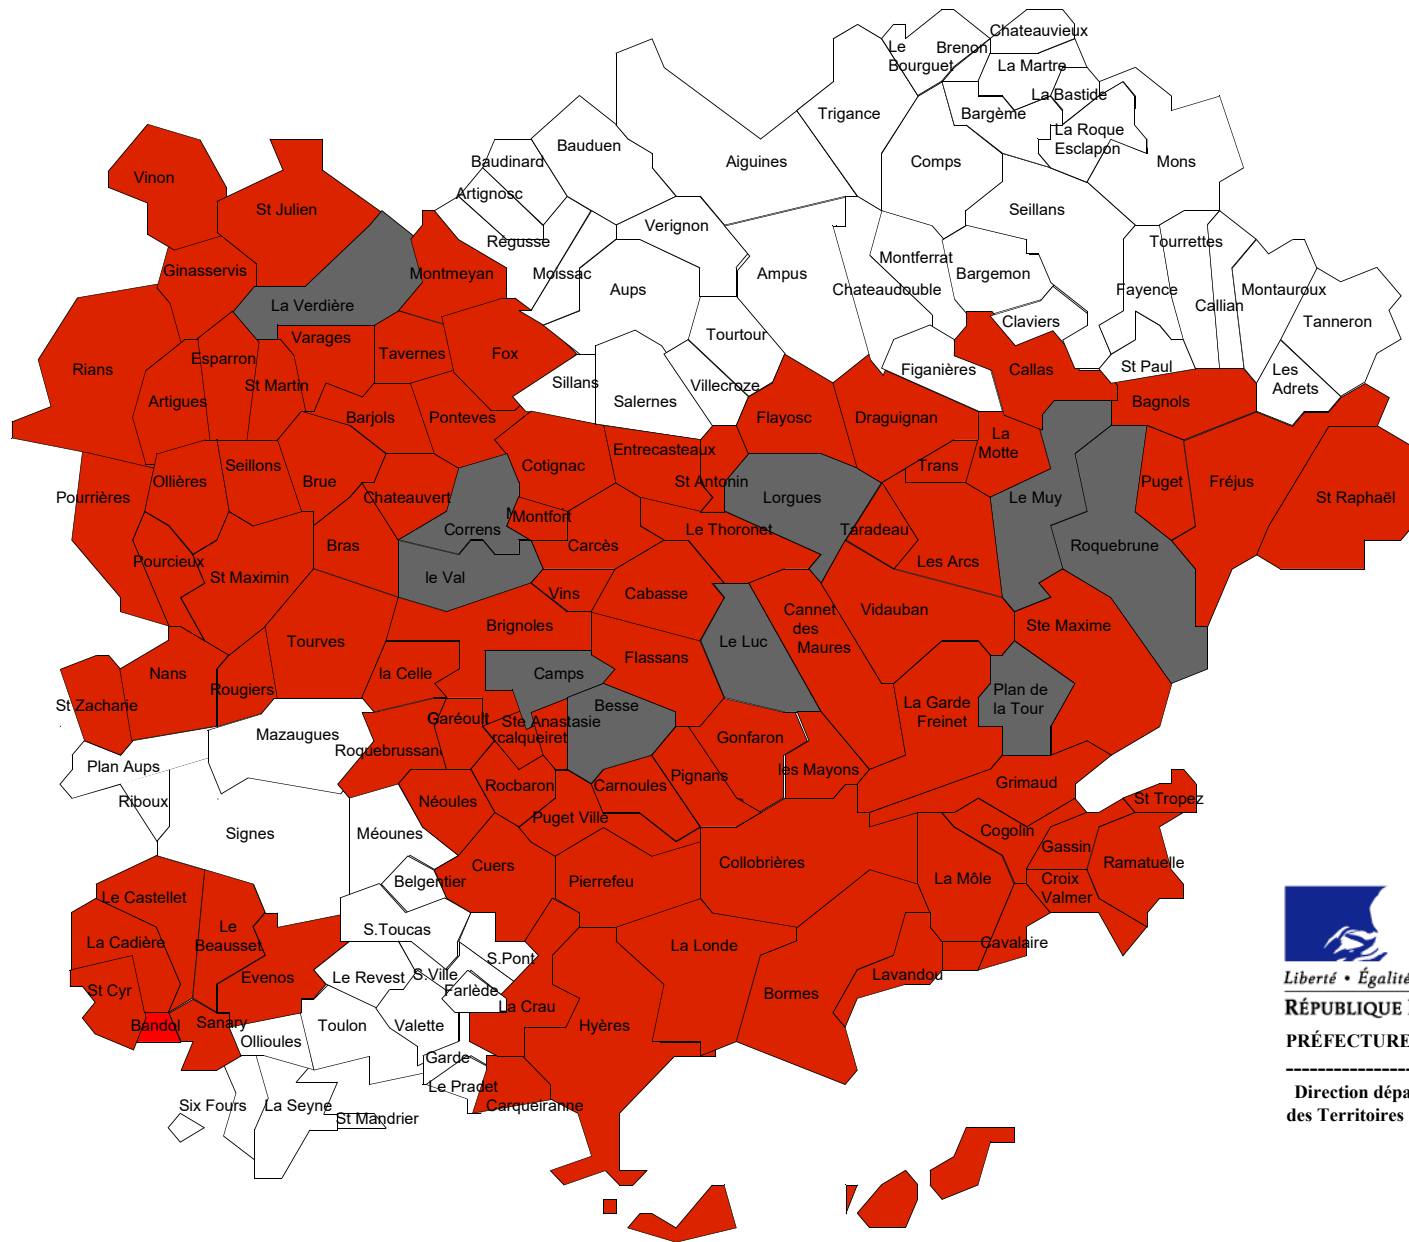 Chateauvieux
Le
Bourguet
Brenon
La Martre
La Bastide
Trigance
Bargème
La Roque
Esclapon
Bauduen
Baudinard
Aiguines
Comps
Mons
Vinon
Artignosc
St Julien
Seillans
Verignon
Régusse
Tourrettes
Montferrat
Ginasservis
Montmeyan
Moissac
Ampus
Bargemon
Aups
Chateaudouble
Fayence
Montauroux
La Verdière
Callian
Claviers
Tanneron
Varages
Tourtour
Esparron
Tavernes
Fox
Rians
St Martin
Sillans
Villecroze
Figanières
Callas
St Paul
Les
Adrets
Artigues
Salernes
Barjols
Ponteves
Flayosc
Draguignan
Bagnols
La
Motte
Entrecasteaux
Seillons
Cotignac
Trans
Ollières
Brue
St Antonin
Puget
Fréjus
Pourrières
Chateauvert
Lorgues
Le Muy
St Raphaël
Montfort
Correns
Le Thoronet
Taradeau
Bras
Carcès
Roquebrune
Pourcieux
Les Arcs
St Maximin
le Val
Vins
Cabasse
Cannet
des
Maures
Vidauban
Brignoles
Ste Maxime
Tourves
Le Luc
Flassans
Nans
la Celle
Camps
Rougiers
Plan de
la Tour
St Zacharie
Besse
La Garde
Freinet
Garéoult
Ste Anastasie
Mazaugues
rcalqueiret
Gonfaron
Roquebrussan
Plan Aups
les Mayons
Pignans
Grimaud
Rocbaron
Carnoules
Riboux
Néoules
St Tropez
Puget Ville
Signes
Méounes
Cogolin
Gassin
Cuers
Collobrières
Ramatuelle
Belgentier
Pierrefeu
La Môle
Croix
Valmer
Le Castellet
Le
Beausset
S.Toucas
La Cadière
La Londe
Cavalaire
S.Pont
Evenos
Le Revest
S.Ville
Lavandou
St Cyr
Farlède
Bormes
La Crau
Bandol
Sanary
Toulon
Valette
Hyères
Ollioules
Garde
Le Pradet
Six Fours
La Seyne
Carqueiranne
St Mandrier
Liberté • Égalité
RÉPUBLIQUE
PRÉFECTURE
Direction dépa
des Territoires